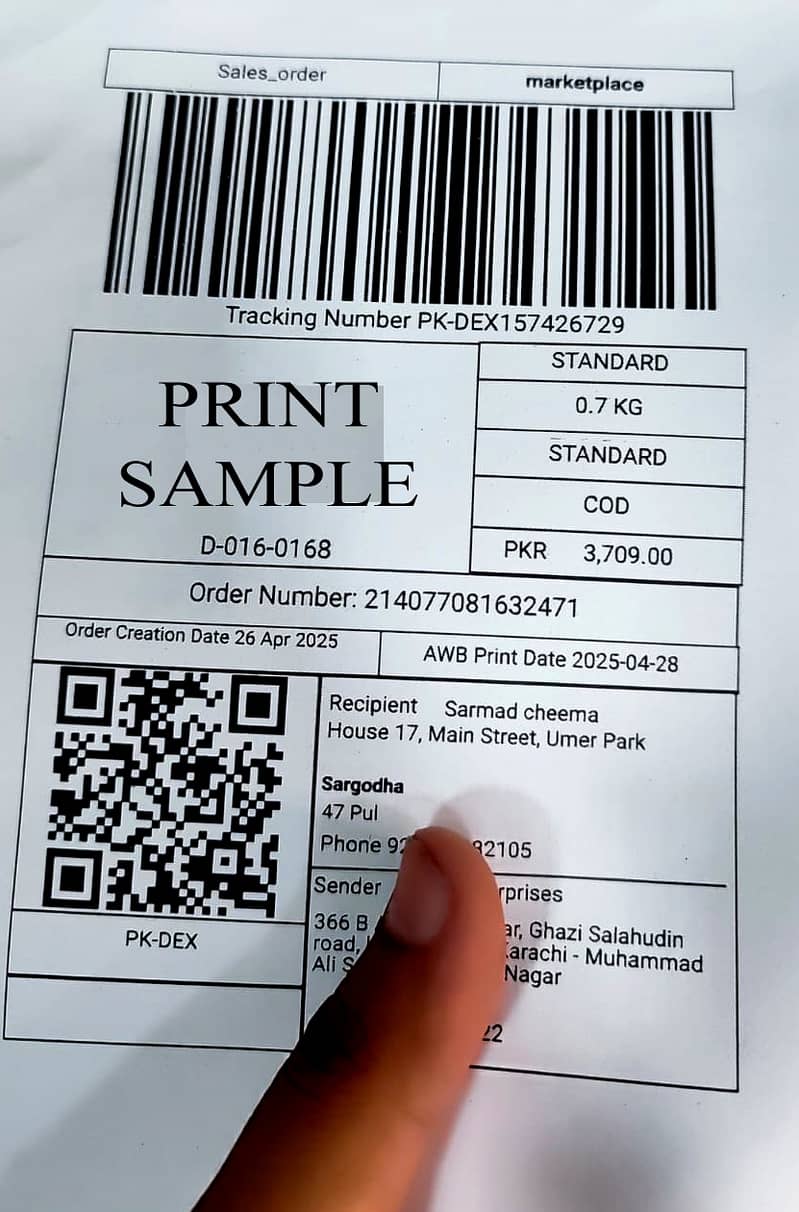 Sales_order
marketplace
Tracking Number PK-DEX157426729
PRINT
SAMPLE
D-016-0168
STANDARD
0.7 KG
STANDARD
COD
PKR 3,709.00
Order Number: 214077081632471
Order Creation Date 26 Apr 2025
AWB Print Date 2025-04-28
PK-DEX
Recipient Sarmad cheema
House 17, Main Street, Umer Park
Sargodha
47 Pul
Phone 92105
Sender
366 B Ghazi Salahudin
road, Karachi - Muhammad
Ali Nagar